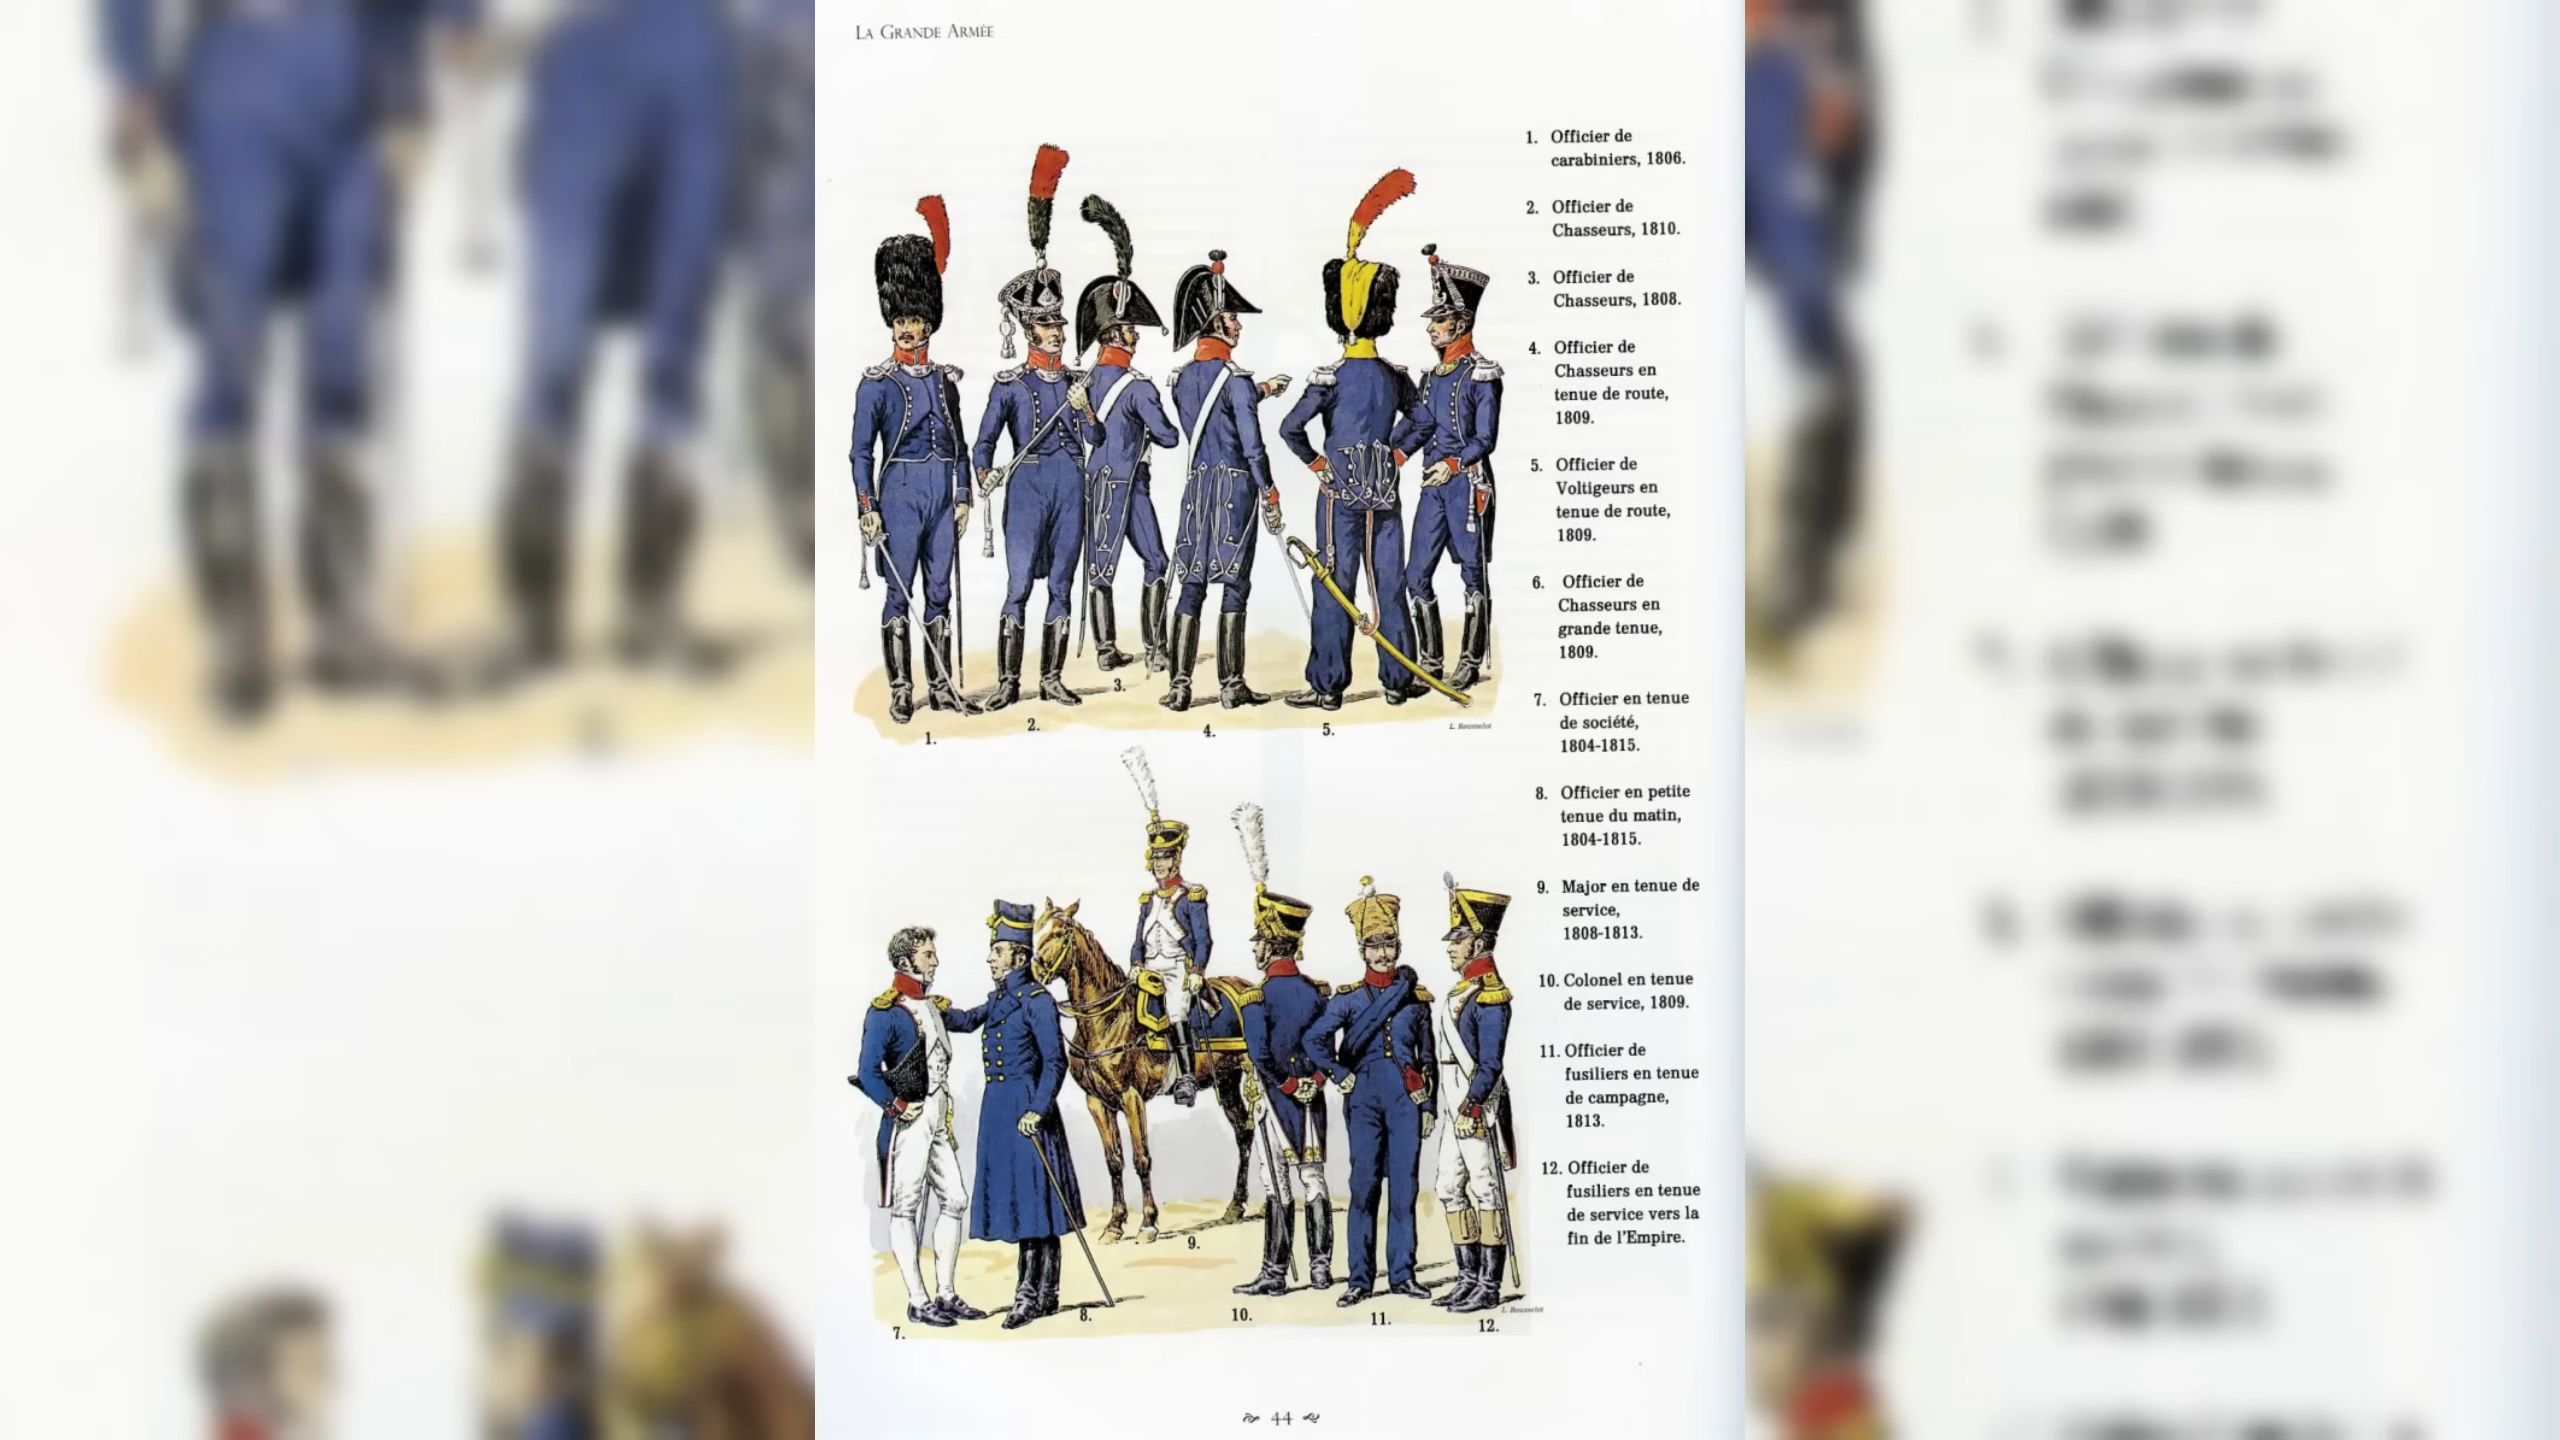 LA GRANDE ARMÉE
1. Officier de
carabiniers, 1806.
2. Officier de
Chasseurs, 1810.
3. Officier de
Chasseurs, 1808.
4. Officier de
Chasseurs en
tenue de route,
1809.
5. Officier de
Voltigeurs en
tenue de route,
1809.
6. Officier de
Chasseurs en
grande tenue,
1809.
7. Officier en tenue
de société,
1804-1815.
8. Officier en petite
tenue du matin,
1804-1815.
9. Major en tenue de
service,
1808-1813.
10. Colonel en tenue
de service, 1809.
11. Officier de
fusiliers en tenue
de campagne,
1813.
12. Officier de
fusiliers en tenue
de service vers la
fin de l'Empire.
1.
2.
3.
4.
5.
L. Rousselot
7.
8.
9.
10.
11.
12.
L. Rousselot
44